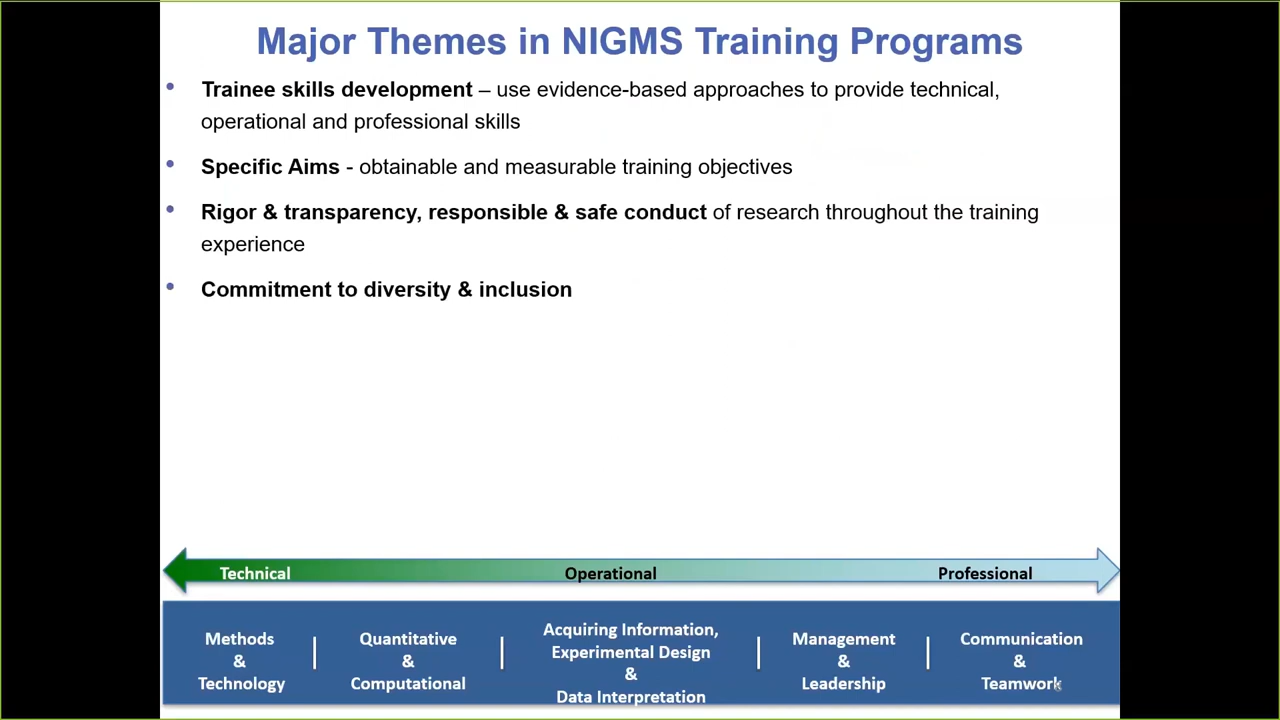 Major Themes in NIGMS Training Programs
• Trainee skills development – use evidence-based approaches to provide technical,
operational and professional skills
• Specific Aims - obtainable and measurable training objectives
• Rigor & transparency, responsible & safe conduct of research throughout the training
experience
• Commitment to diversity & inclusion
Technical
Operational
Professional
Methods
&
Technology
Quantitative
&
Computational
Acquiring Information,
Experimental Design
&
Data Interpretation
Management
&
Leadership
Communication
&
Teamwork